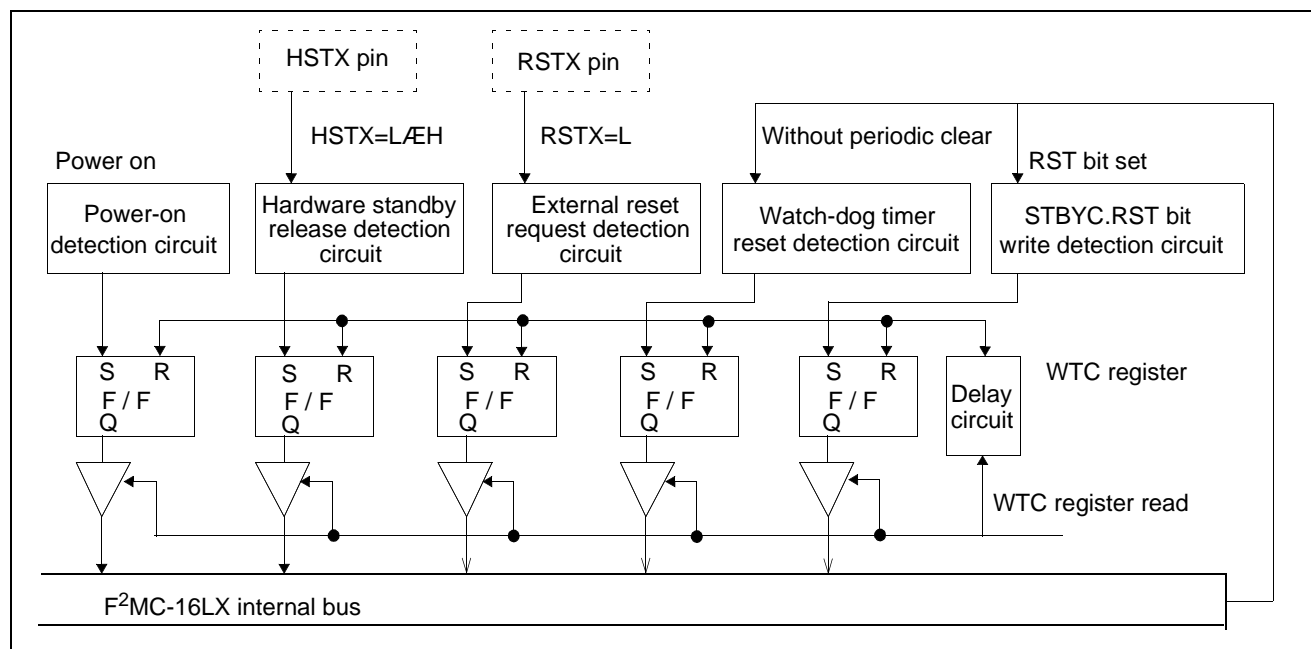 HSTX pin
RSTX pin
HSTX=LÆH
RSTX=L
Without periodic clear
Power on
RST bit set
Power-on
detection circuit
Hardware standby
release detection
circuit
External reset
request detection
circuit
Watch-dog timer
reset detection circuit
STBYC.RST bit
write detection circuit
S R
F / F
Q
S R
F / F
Q
S R
F / F
Q
S R
F / F
Q
S R
F / F
Q
Delay
circuit
WTC register
WTC register read
F²MC-16LX internal bus